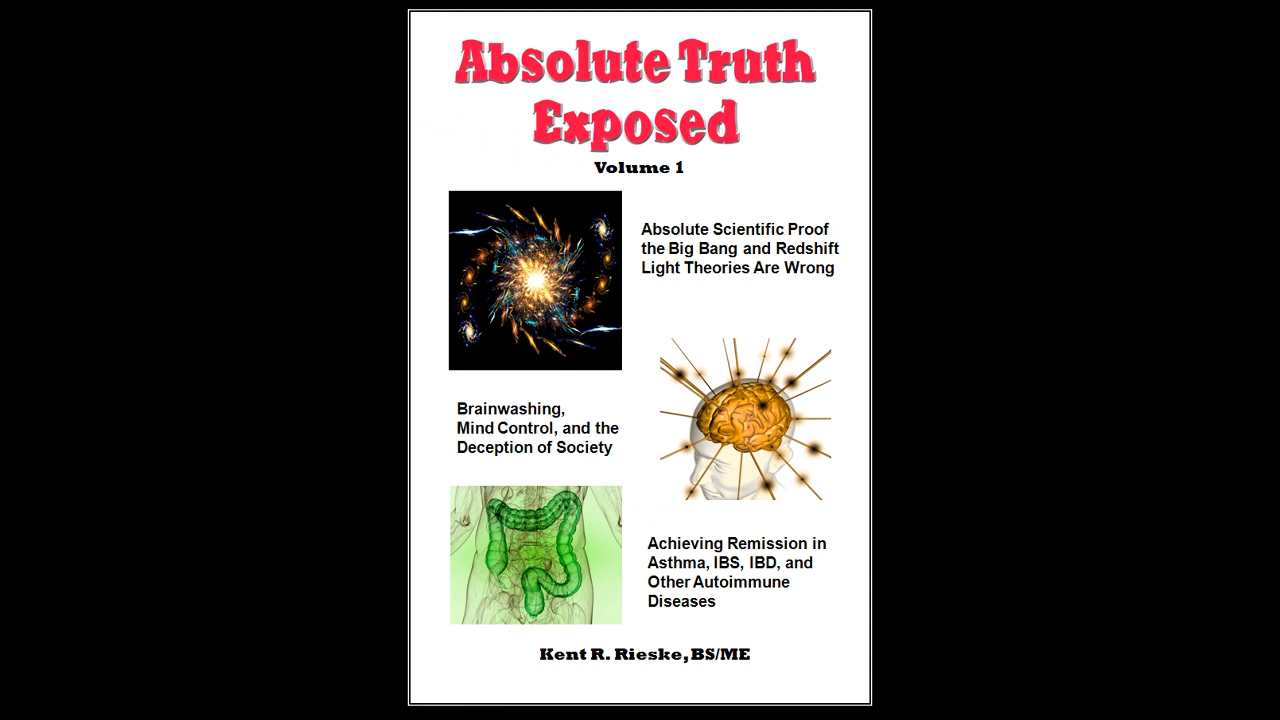 Absolute Truth
Exposed
Volume 1
Absolute Scientific Proof
the Big Bang and Redshift
Light Theories Are Wrong
Brainwashing,
Mind Control, and the
Deception of Society
Achieving Remission in
Asthma, IBS, IBD, and
Other Autoimmune
Diseases
Kent R. Rieske, BS/ME